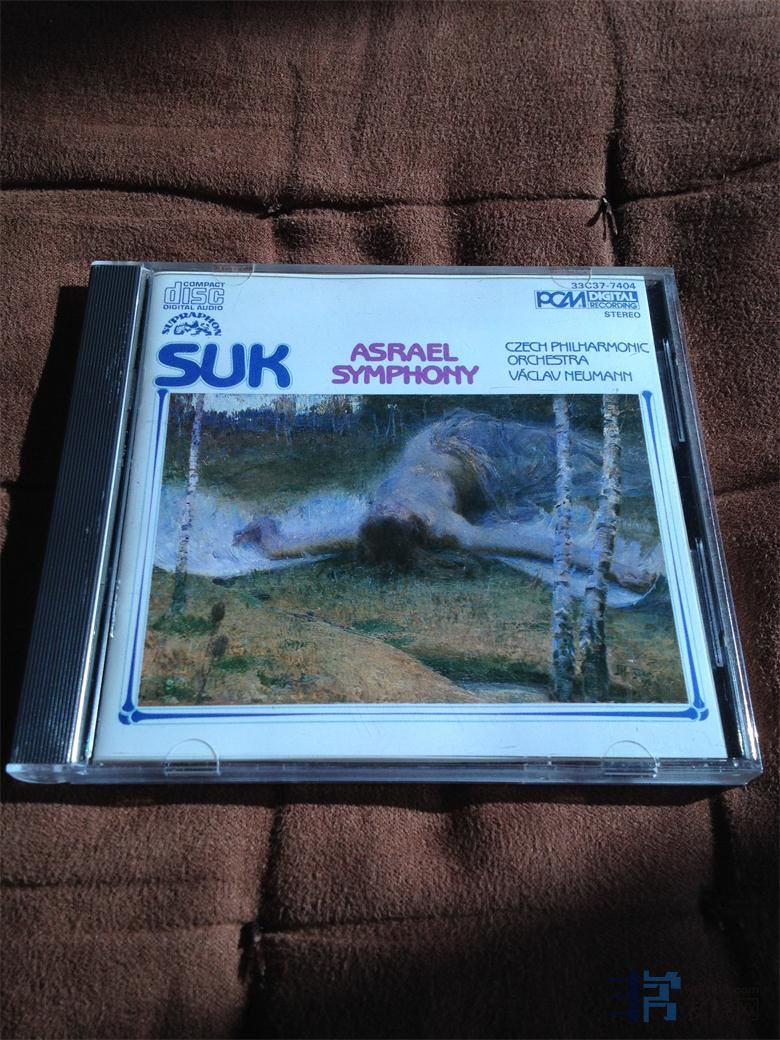 COMPACT
disc
DIGITAL AUDIO
SUPRAPHON
33C37-7404
PCM DIGITAL RECORDING
STEREO
SUK
ASRAEL
SYMPHONY
CZECH PHILHARMONIC
ORCHESTRA
VÁCLAV NEUMANN